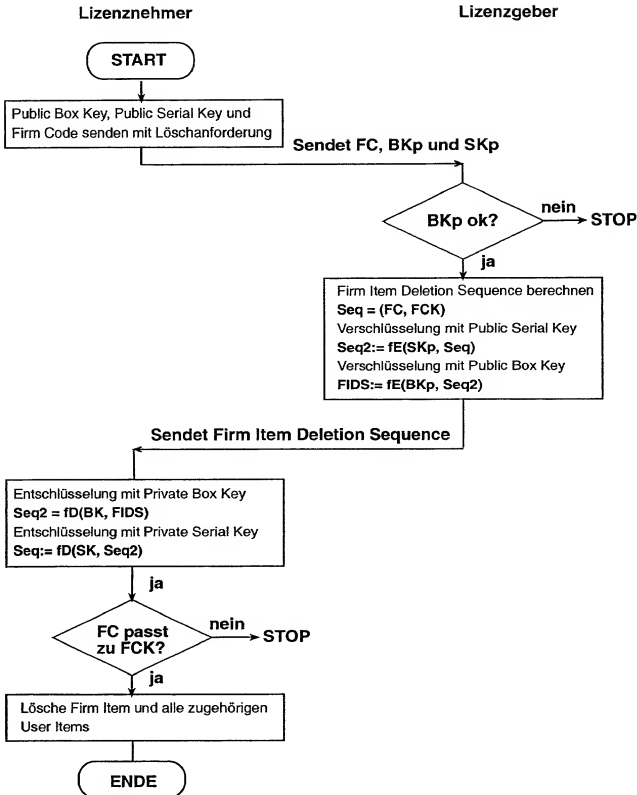 Lizenznehmer
Lizenzgeber
START
Public Box Key, Public Serial Key und
Firm Code senden mit Löschanforderung
Sendet FC, BKp und SKp
BKp ok?
nein
STOP
ja
Firm Item Deletion Sequence berechnen
Seq = (FC, FCK)
Verschlüsselung mit Public Serial Key
Seq2:= fE(SKp, Seq)
Verschlüsselung mit Public Box Key
FIDS:= fE(BKp, Seq2)
Sendet Firm Item Deletion Sequence
Entschlüsselung mit Private Box Key
Seq2 = fD(BK, FIDS)
Entschlüsselung mit Private Serial Key
Seq:= fD(SK, Seq2)
ja
FC passt
zu FCK?
nein
STOP
ja
Lösche Firm Item und alle zugehörigen
User Items
ENDE